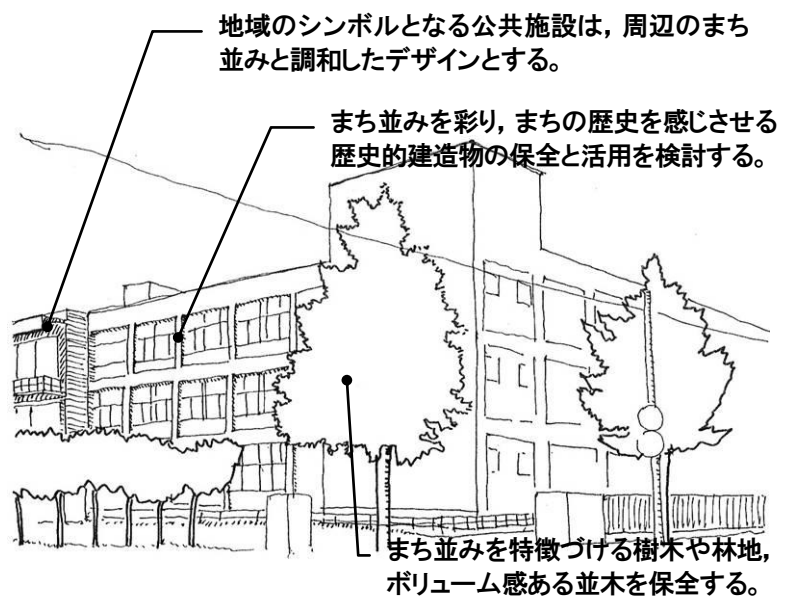 地域のシンボルとなる公共施設は，周辺のまち
並みと調和したデザインとする。
まち並みを彩り，まちの歴史を感じさせる
歴史的建造物の保全と活用を検討する。
まち並みを特徴づける樹木や林地，
ボリューム感ある並木を保全する。